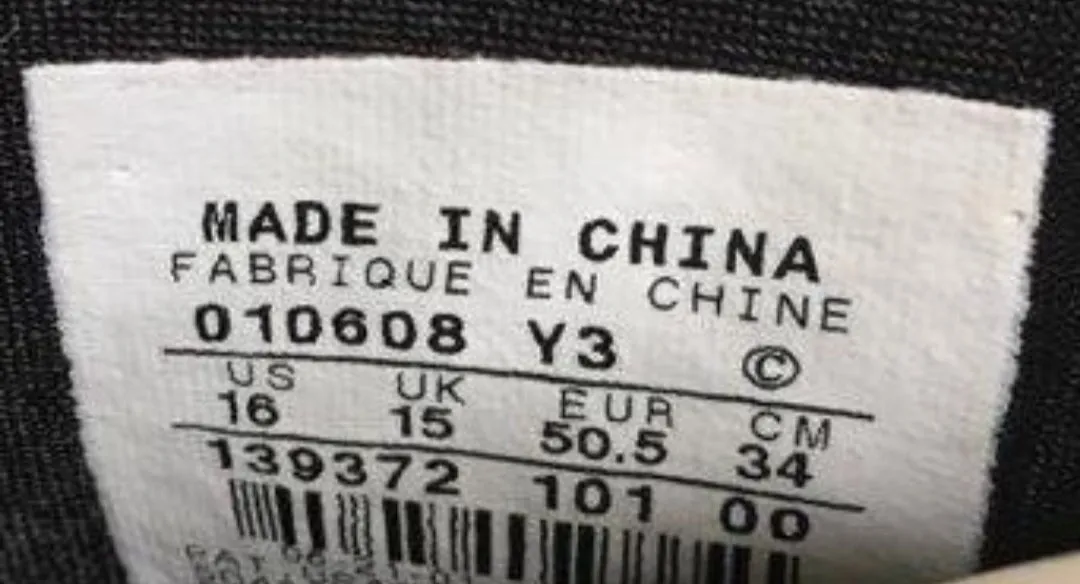 MADE IN CHINA
FABRIQUE EN CHINE
010608 Y3 ©
US UK EUR CM
16 15 50.5 34
139372 101 00
PAT